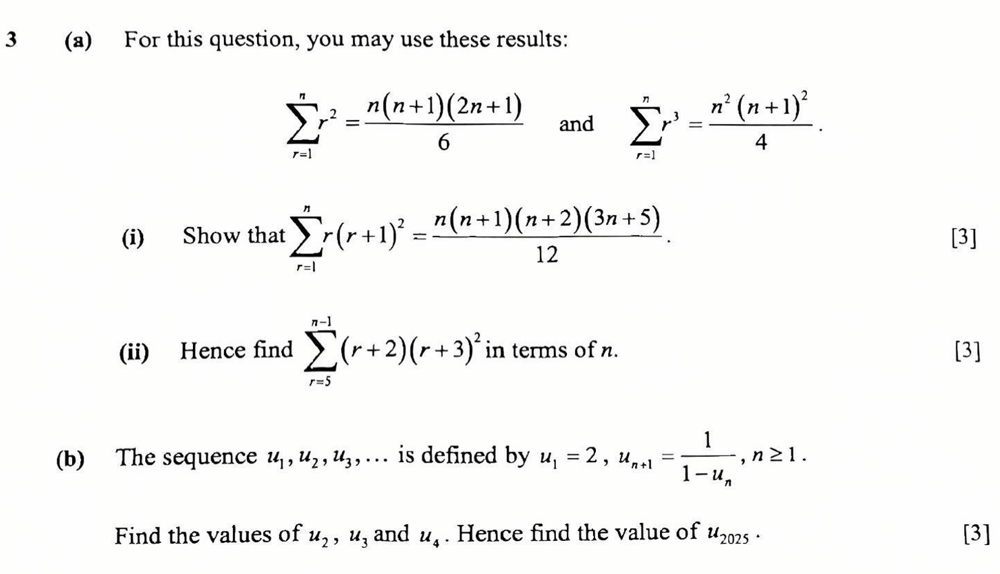 3 (a) For this question, you may use these results:
$\sum_{r=1}^{n} r^2 = \frac{n(n+1)(2n+1)}{6}$ and $\sum_{r=1}^{n} r^3 = \frac{n^2(n+1)^2}{4}$.
(i) Show that $\sum_{r=1}^{n} r(r+1)^2 = \frac{n(n+1)(n+2)(3n+5)}{12}$. [3]
(ii) Hence find $\sum_{r=5}^{n-1} (r+2)(r+3)^2$ in terms of n. [3]
(b) The sequence $u_1, u_2, u_3, \ldots$ is defined by $u_1 = 2$, $u_{n+1} = \frac{1}{1-u_n}$, $n \geq 1$.
Find the values of $u_2$, $u_3$ and $u_4$. Hence find the value of $u_{2025}$. [3]